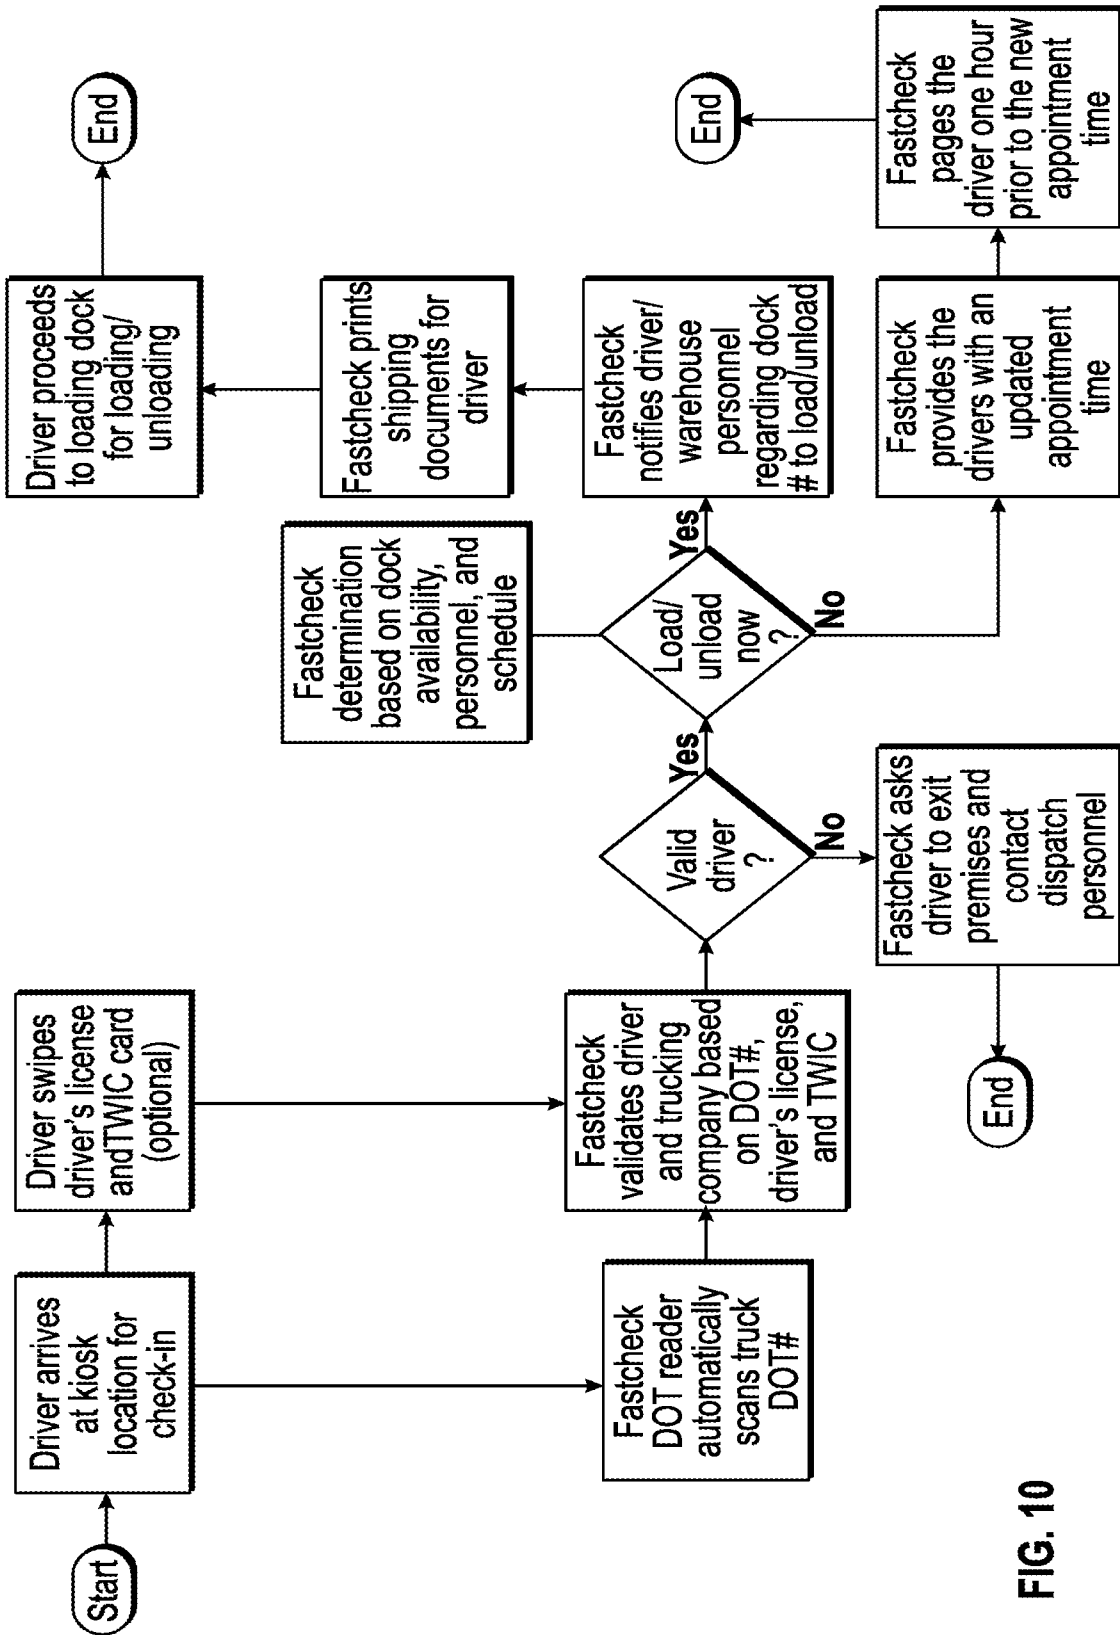 Start
Driver arrives
at kiosk
location for
check-in
Driver swipes
driver's license
andTWIC card
(optional)
Fastcheck
DOT reader
automatically
scans truck
DOT#
Fastcheck
validates driver
and trucking
company based
on DOT#,
driver's license,
and TWIC
Valid
driver
?
Yes
No
Fastcheck asks
driver to exit
premises and
contact
dispatch
personnel
End
Fastcheck
determination
based on dock
availability,
personnel, and
schedule
Load/
unload
now
?
Yes
No
Fastcheck
notifies driver/
warehouse
personnel
regarding dock
# to load/unload
Fastcheck prints
shipping
documents for
driver
Driver proceeds
to loading dock
for loading/
unloading
End
Fastcheck
provides the
drivers with an
updated
appointment
time
Fastcheck
pages the
driver one hour
prior to the new
appointment
time
End
FIG. 10